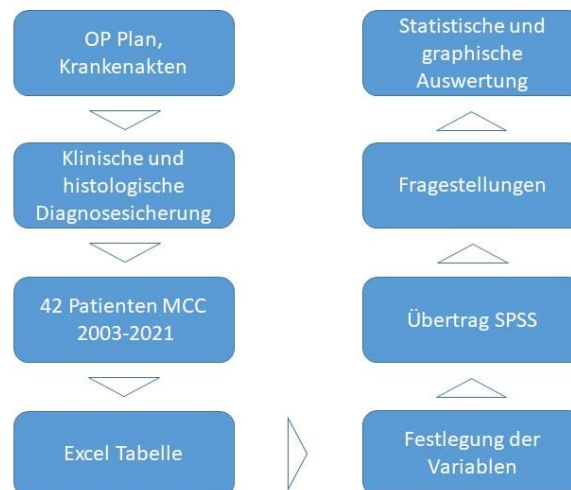 OP Plan,
Krankenakten
Klinische und
histologische
Diagnosesicherung
42 Patienten MCC
2003-2021
Excel Tabelle
Festlegung der
Variablen
Übertrag SPSS
Fragestellungen
Statistische und
graphische
Auswertung